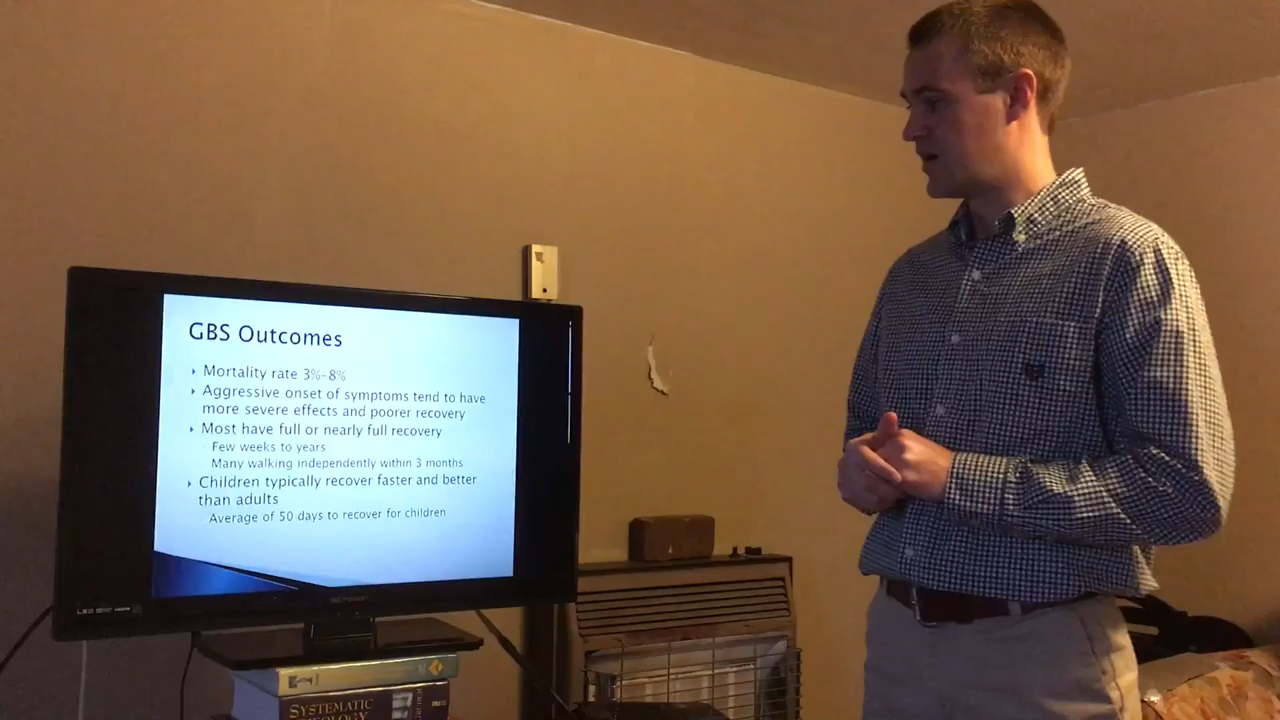 GBS Outcomes
Mortality rate 3%-8%
Aggressive onset of symptoms tend to have
more severe effects and poorer recovery
Most have full or nearly full recovery
Few weeks to years
Many walking independently within 3 months
Children typically recover faster and better
than adults
Average of 50 days to recover for children
LED
SYSTEMATIC